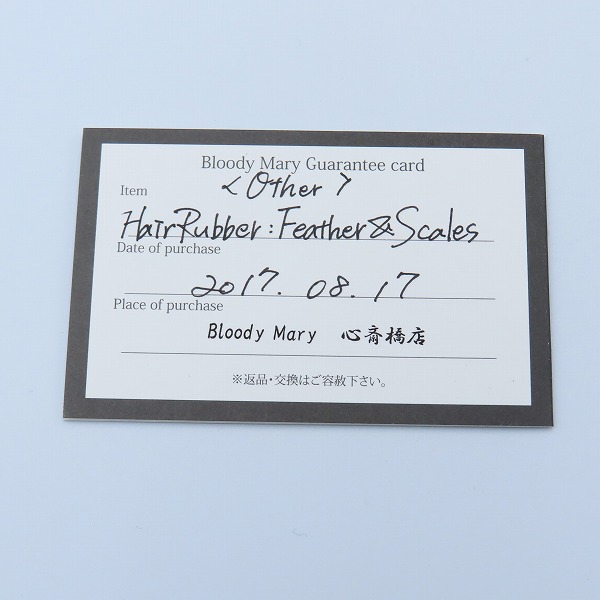 Bloody Mary Guarantee card
Item <Other>
HairRubber: Feather & Scales
Date of purchase
2017. 08. 17
Place of purchase
Bloody Mary 心斎橋店
※返品・交換はご容赦下さい。